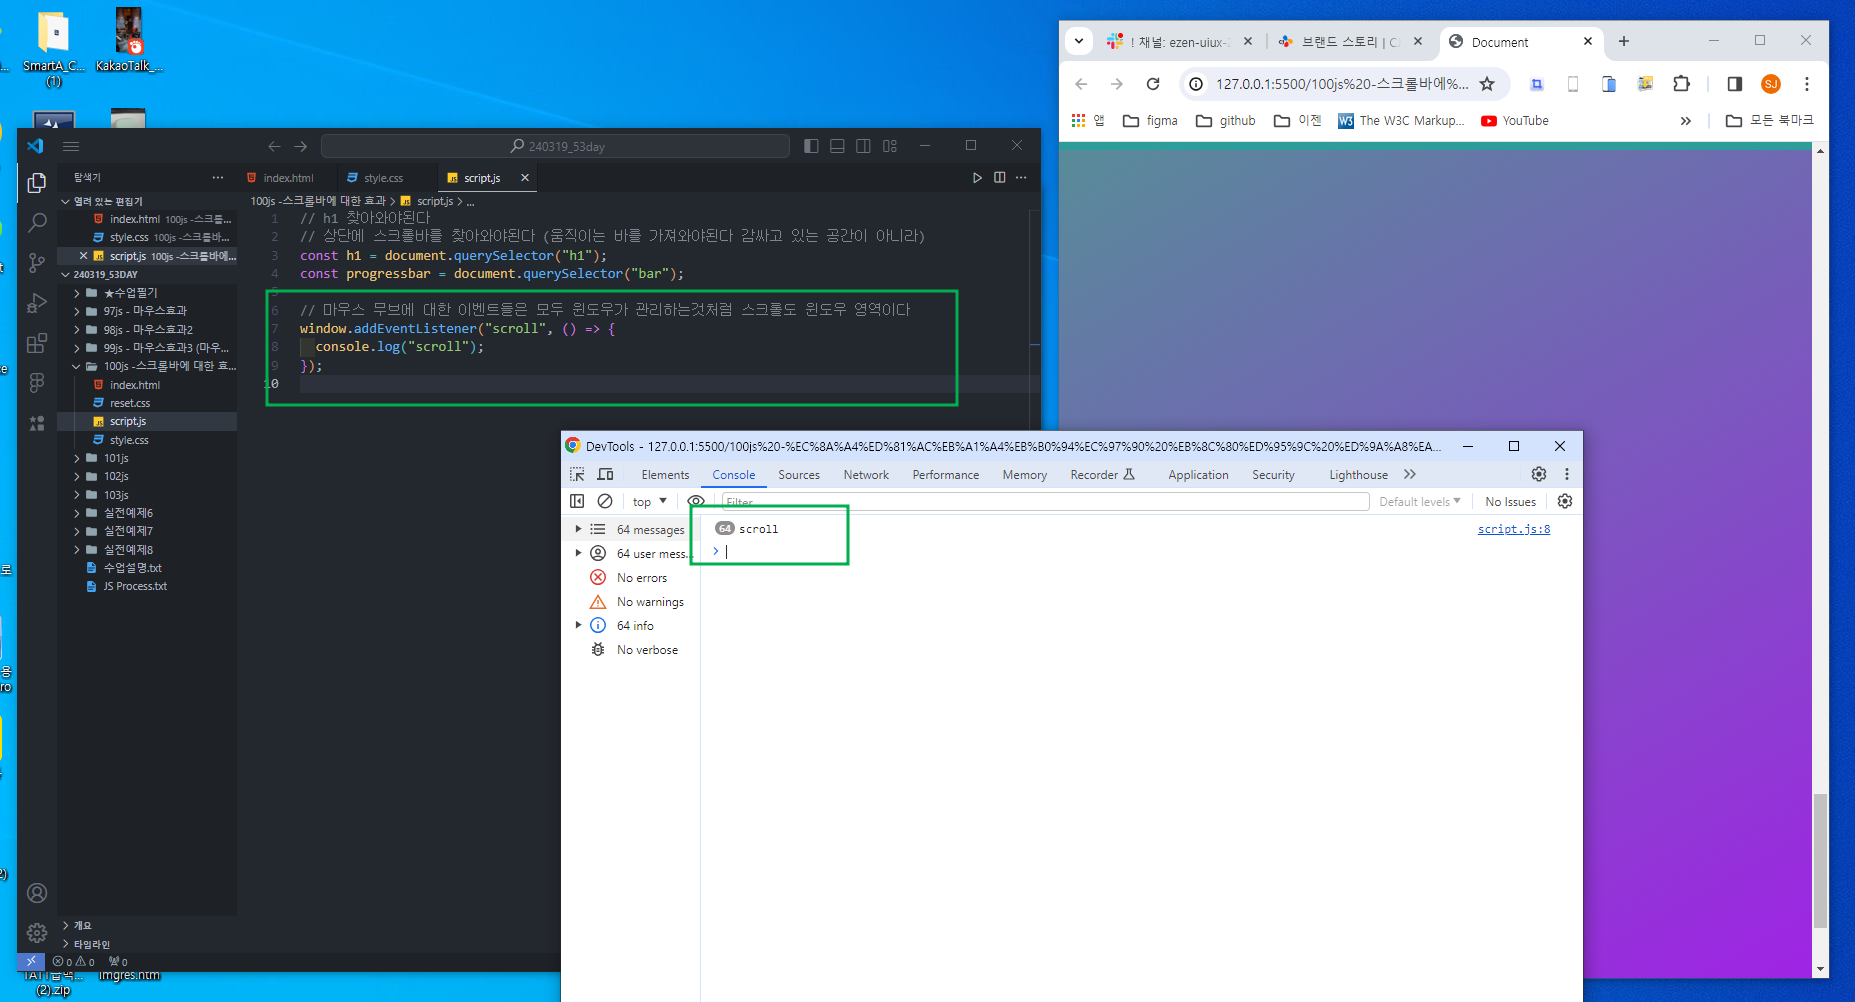 SmartA_C...
(1)
KakaoTalk_...
240319_53day
탐색기
index.html
style.css
script.js
열려 있는 편집기
index.html 100js -스크롤...
style.css 100js -스크롤바...
script.js 100js -스크롤바에...
240319_53DAY
★수업필기
97js - 마우스효과
98js - 마우스효과2
99js - 마우스효과3 (마우...
100js -스크롤바에 대한 효...
index.html
reset.css
script.js
style.css
101js
102js
103js
실전예제6
실전예제7
실전예제8
수업설명.txt
JS Process.txt
개요
타임라인
0 0 0
100js -스크롤바에 대한 효과 > script.js > ...
1 // h1 찾아와야된다
2 // 상단에 스크롤바를 찾아와야된다 (움직이는 바를 가져와야된다 감싸고 있는 공간이 아니라)
3 const h1 = document.querySelector("h1");
4 const progressbar = document.querySelector("bar");
5
6 // 마우스 무브에 대한 이벤트들은 모두 윈도우가 관리하는것처럼 스크롤도 윈도우 영역이다
7 window.addEventListener("scroll", () => {
8 console.log("scroll");
9 });
10
! 채널: ezen-uiux-
브랜드 스토리 | C
Document
127.0.0.1:5500/100js%20-스크롤바에%...
SJ
앱
figma
github
이젠
W3 The W3C Markup...
YouTube
모든 북마크
DevTools - 127.0.0.1:5500/100js%20-%EC%8A%A4%ED%81%AC%EB%A1%A4%EB%B0%94%EC%97%90%20%EB%8C%80%ED%95%9C%20%ED%9A%A8%EA...
Elements Console Sources Network Performance Memory Recorder Application Security Lighthouse
top
Filter
Default levels
No Issues
64 messages
64 user mess...
No errors
No warnings
64 info
No verbose
64 scroll
script.js:8
imgres.htm
(2).zip